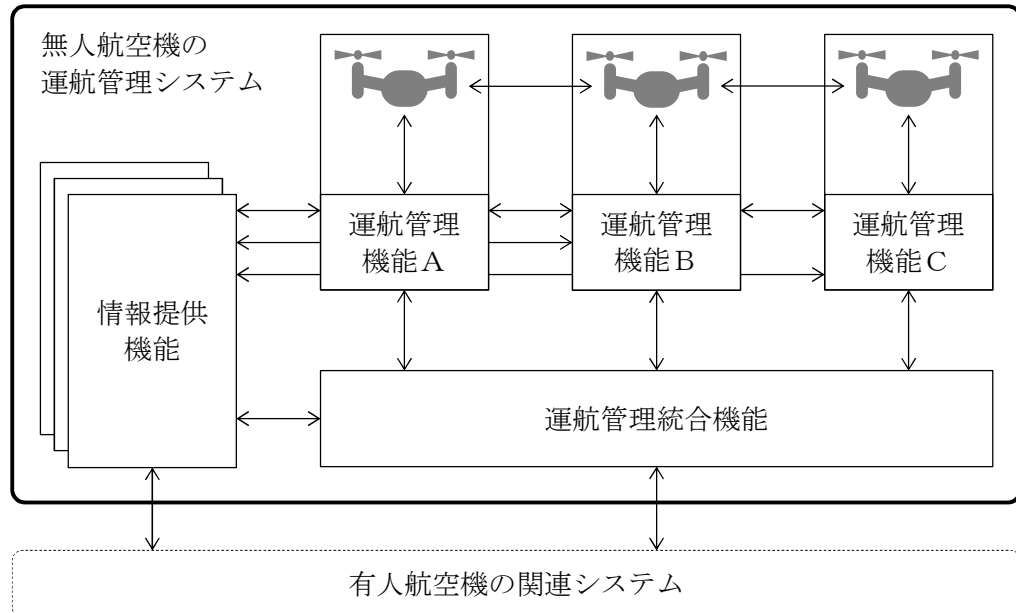 無人航空機の
運航管理システム
運航管理
機能A
運航管理
機能B
運航管理
機能C
情報提供
機能
運航管理統合機能
有人航空機の関連システム